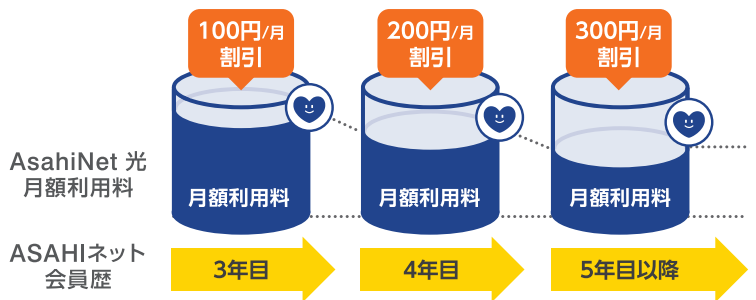 100円/月
割引
200円/月
割引
300円/月
割引
AsahiNet 光
月額利用料
月額利用料
月額利用料
月額利用料
ASAHIネット
会員歴
3年目
4年目
5年目以降